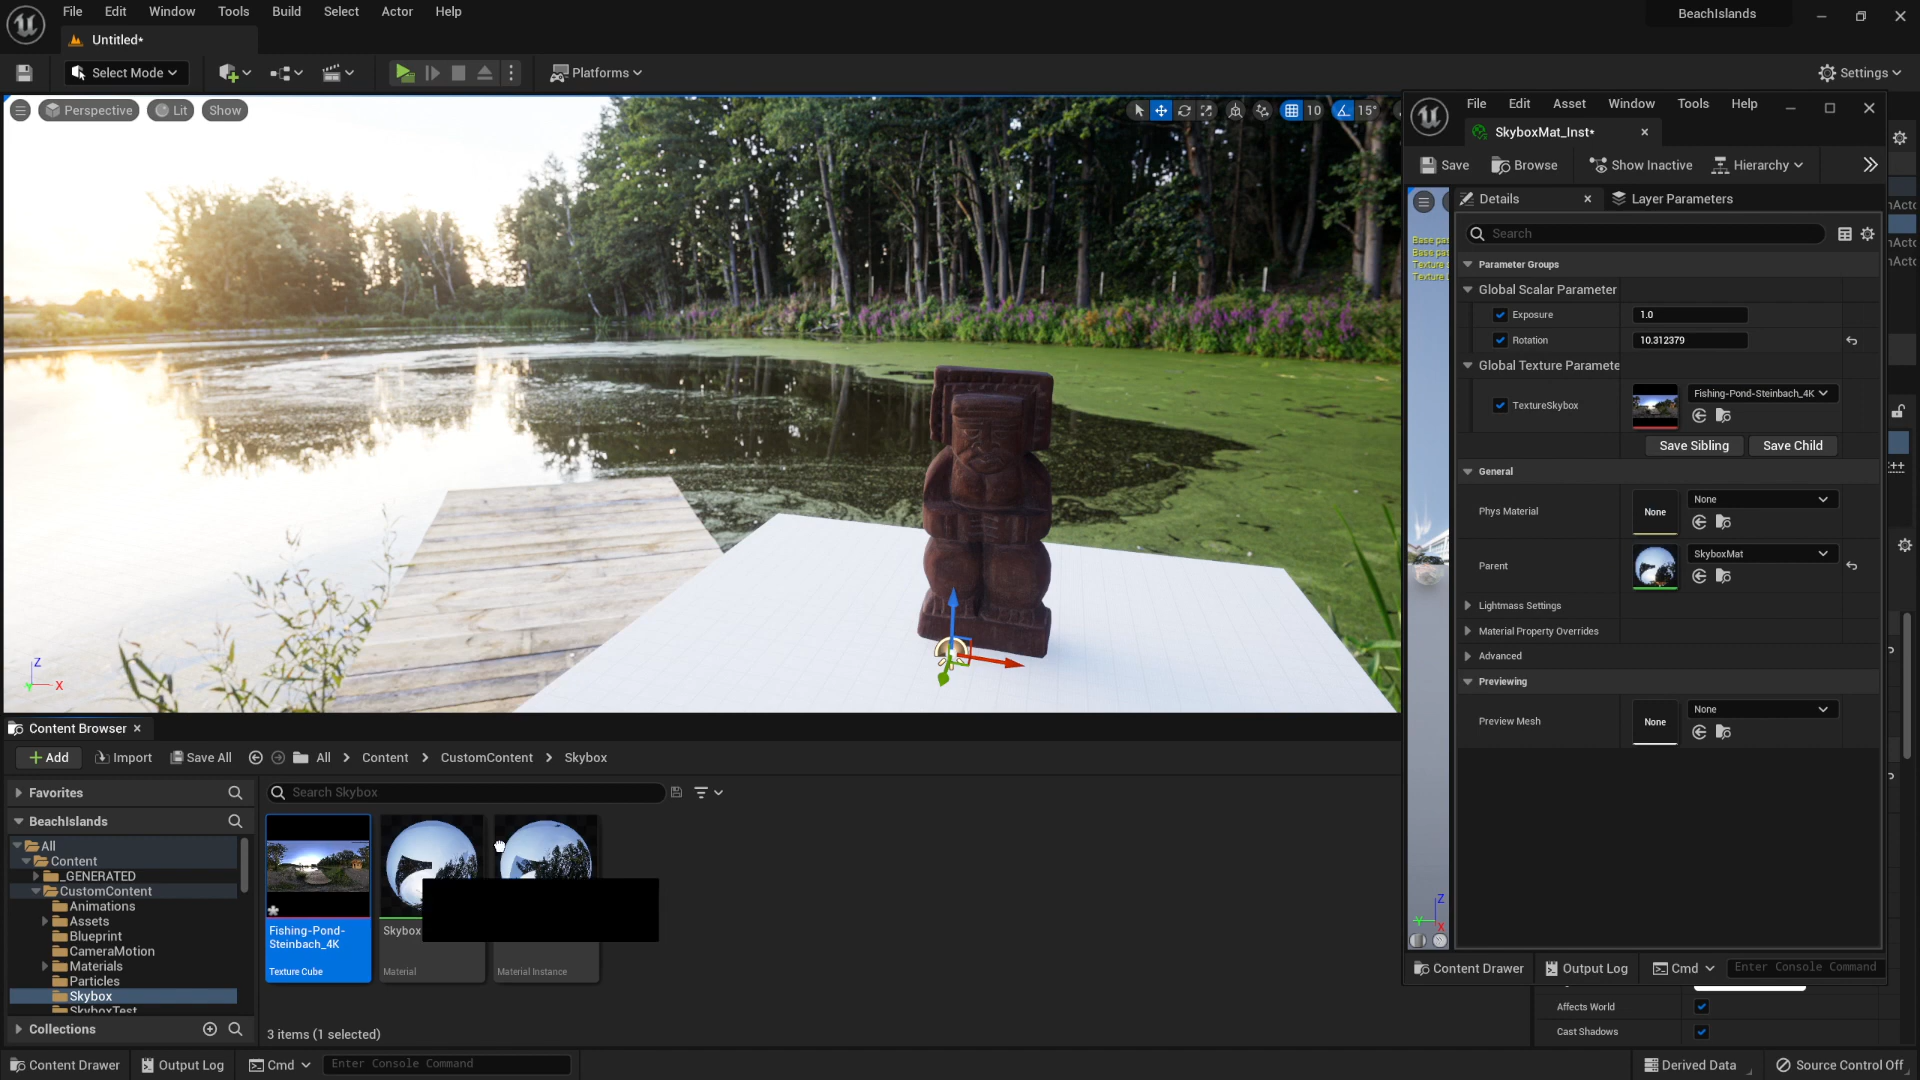 File Edit Window Tools Build Select Actor Help
BeachIslands
Untitled*
Select Mode
Platforms
Settings
Perspective
Lit
Show
10
15°
File Edit Asset Window Tools Help
SkyboxMat_Inst*
Save
Browse
Show Inactive
Hierarchy
Details
Layer Parameters
Search
Parameter Groups
Global Scalar Parameter
Exposure
1.0
Rotation
10.312379
Global Texture Paramete
TextureSkybox
Fishing-Pond-Steinbach_4K
Save Sibling
Save Child
General
Phys Material
None
None
Parent
SkyboxMat
Lightmass Settings
Material Property Overrides
Advanced
Previewing
Preview Mesh
None
None
Base pas
Base pas
Texture
Texture
Z
X
Z
Y
X
Content Drawer
Output Log
Cmd
Enter Console Command
Affects World
Cast Shadows
Content Browser
Add
Import
Save All
All > Content > CustomContent > Skybox
Favorites
BeachIslands
All
Content
_GENERATED
CustomContent
Animations
Assets
Blueprint
CameraMotion
Materials
Particles
Skybox
SkyboxTest
Collections
Search Skybox
Fishing-Pond-
Steinbach_4K
Texture Cube
Skybox
Material
Material Instance
3 items (1 selected)
Content Drawer
Output Log
Cmd
Enter Console Command
Derived Data
Source Control Off